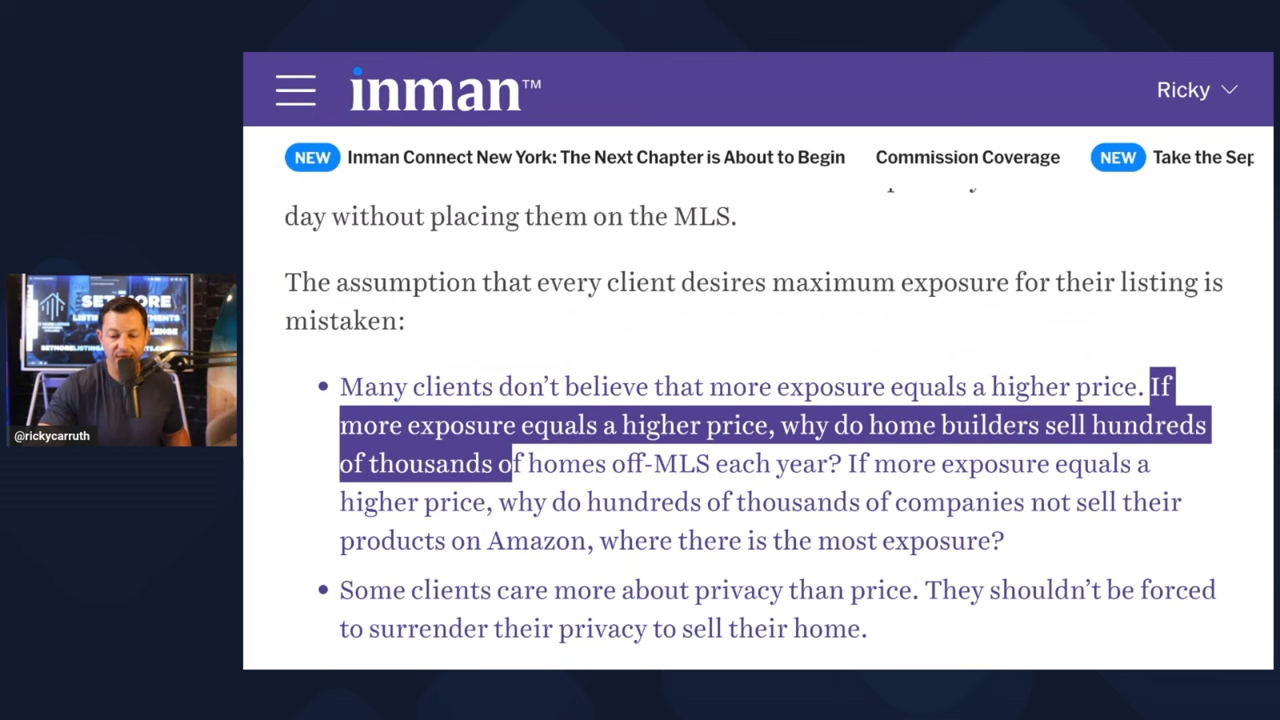 inman™
Ricky
NEW Inman Connect New York: The Next Chapter is About to Begin Commission Coverage NEW Take the Sep
day without placing them on the MLS.
The assumption that every client desires maximum exposure for their listing is
mistaken:
• Many clients don’t believe that more exposure equals a higher price. If
more exposure equals a higher price, why do home builders sell hundreds
of thousands of homes off-MLS each year? If more exposure equals a
higher price, why do hundreds of thousands of companies not sell their
products on Amazon, where there is the most exposure?
• Some clients care more about privacy than price. They shouldn’t be forced
to surrender their privacy to sell their home.
@rickycarruth